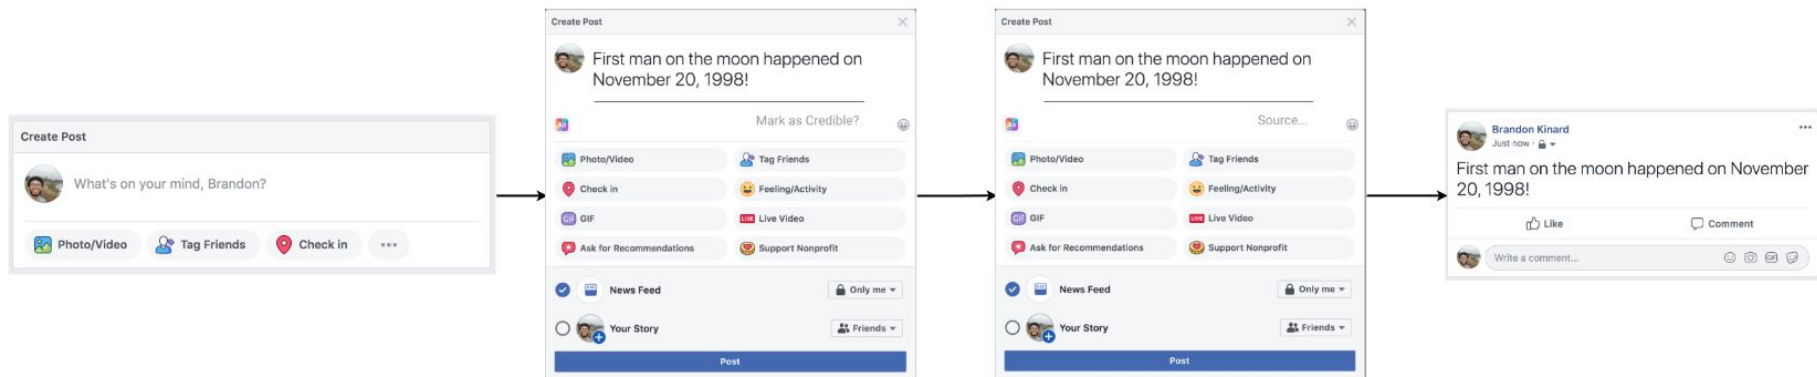 Create Post
What's on your mind, Brandon?
Photo/Video
Tag Friends
Check in
Create Post
First man on the moon happened on
November 20, 1998!
Mark as Credible?
Photo/Video
Tag Friends
Check in
Feeling/Activity
GIF
GIF
LIVE
Live Video
Ask for Recommendations
Support Nonprofit
News Feed
Only me
Your Story
Friends
Post
Create Post
First man on the moon happened on
November 20, 1998!
Source...
Photo/Video
Tag Friends
Check in
Feeling/Activity
GIF
GIF
LIVE
Live Video
Ask for Recommendations
Support Nonprofit
News Feed
Only me
Your Story
Friends
Post
Brandon Kinard
Just now ·
First man on the moon happened on November
20, 1998!
Like
Comment
Write a comment...
GIF